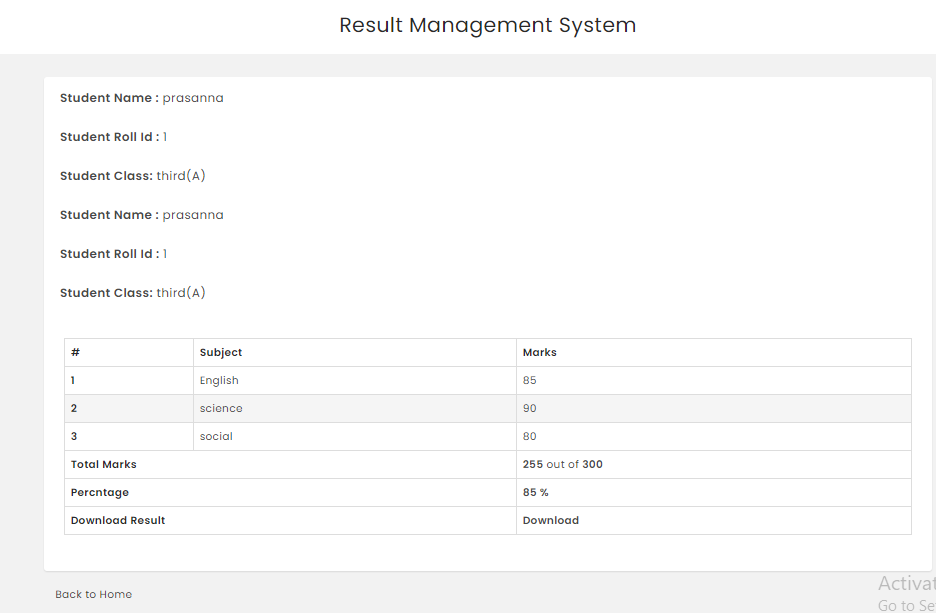 Result Management System
Student Name : prasanna
Student Roll Id : 1
Student Class: third(A)
Student Name : prasanna
Student Roll Id : 1
Student Class: third(A)
# Subject Marks
1 English 85
2 science 90
3 social 80
Total Marks 255 out of 300
Percntage 85 %
Download Result Download
Back to Home
Go to